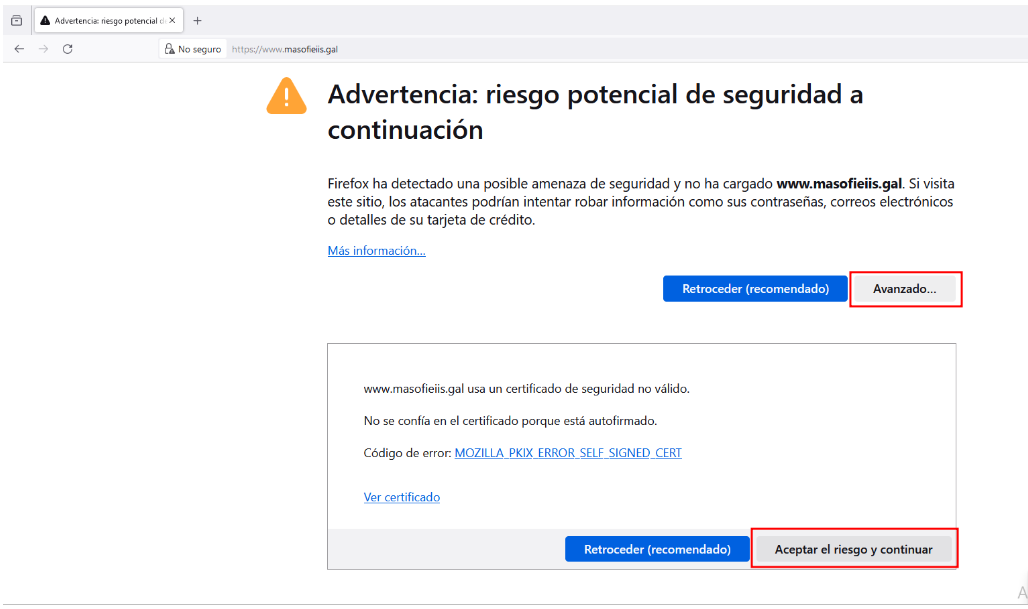 Advertencia: riesgo potencial de
No seguro
https://www.masofieiis.gal
Advertencia: riesgo potencial de seguridad a
continuación
Firefox ha detectado una posible amenaza de seguridad y no ha cargado www.masofieiis.gal. Si visita
este sitio, los atacantes podrían intentar robar información como sus contraseñas, correos electrónicos
o detalles de su tarjeta de crédito.
Más información...
Retroceder (recomendado)
Avanzado...
www.masofieiis.gal usa un certificado de seguridad no válido.
No se confía en el certificado porque está autofirmado.
Código de error: MOZILLA_PKIX_ERROR_SELF_SIGNED_CERT
Ver certificado
Retroceder (recomendado)
Aceptar el riesgo y continuar
A